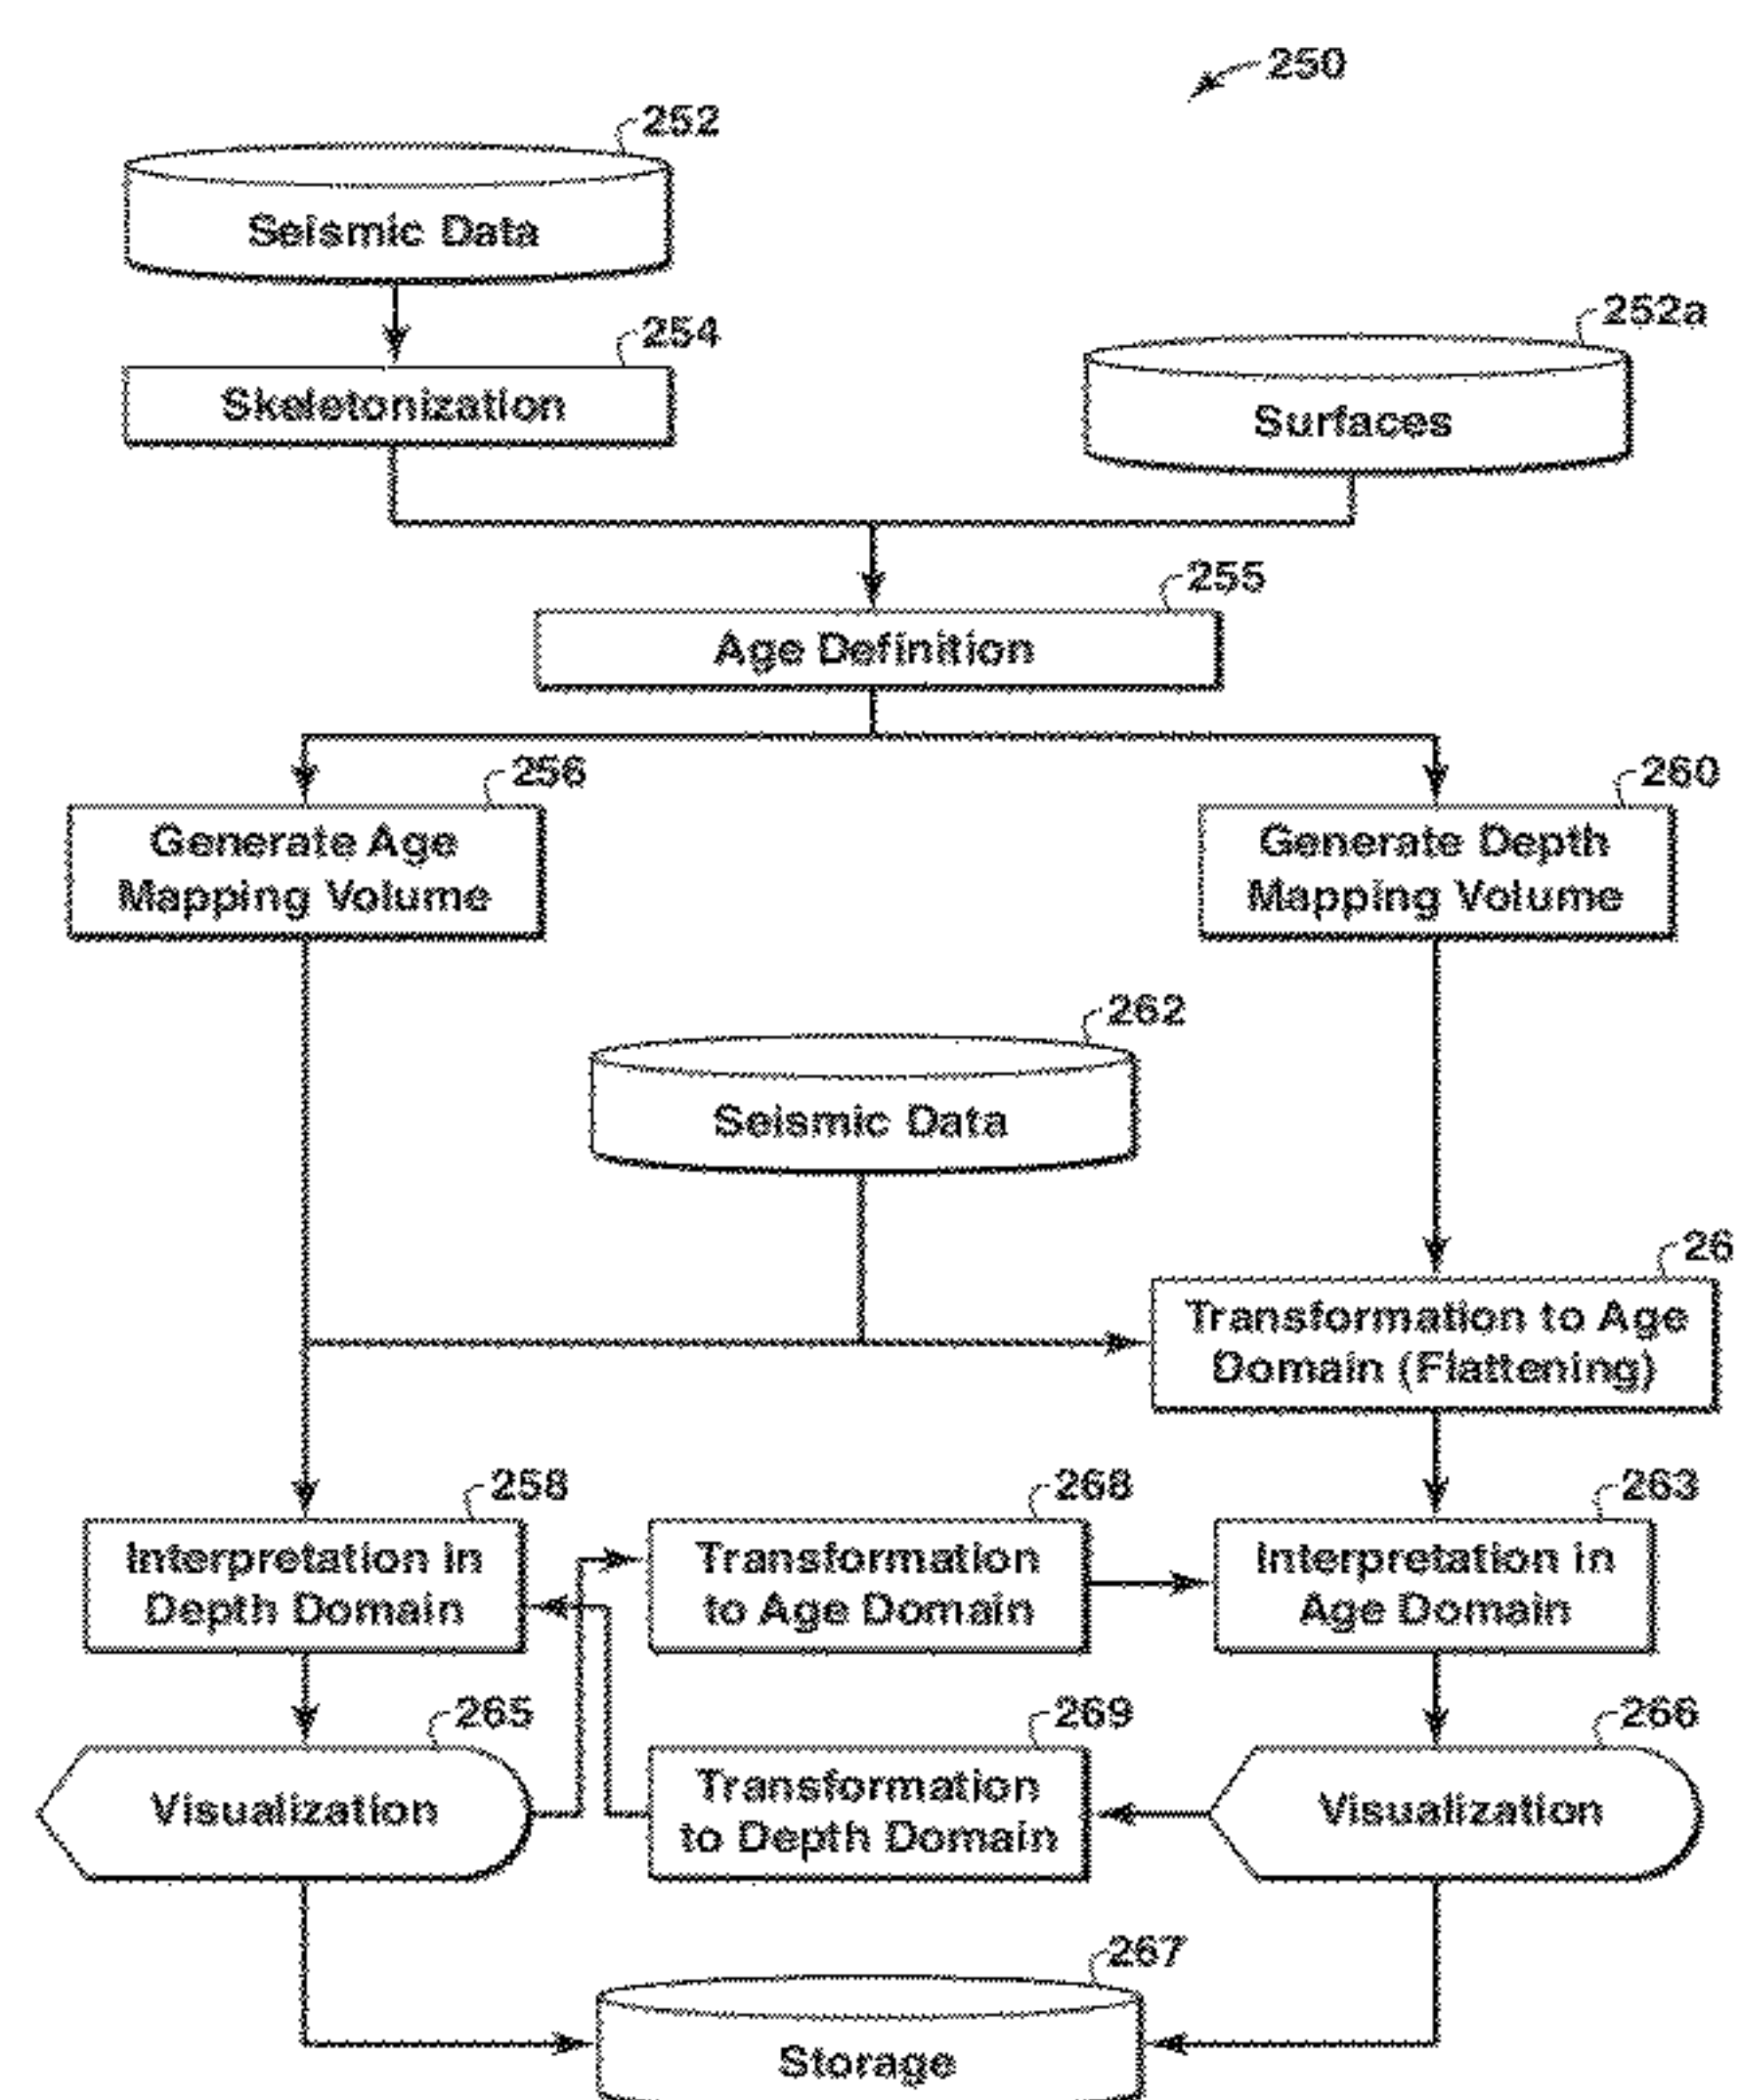 250
252
Seismic Data
254
Skeletonization
252a
Surfaces
255
Age Definition
256
Generate Age
Mapping Volume
260
Generate Depth
Mapping Volume
262
Seismic Data
26
Transformation to Age
Domain (Flattening)
258
Interpretation in
Depth Domain
268
Transformation
to Age Domain
263
Interpretation in
Age Domain
265
Visualization
269
Transformation
to Depth Domain
266
Visualization
267
Storage